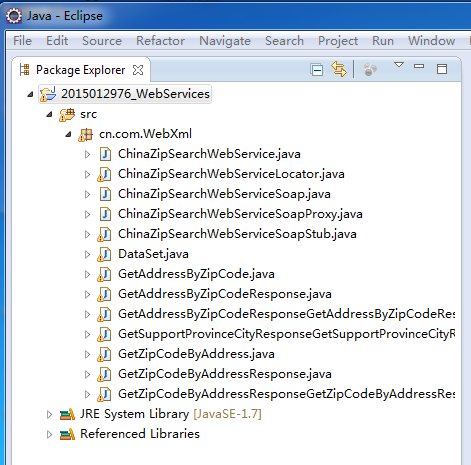 Java - Eclipse
File Edit Source Refactor Navigate Search Project Run Window
Package Explorer
2015012976_WebServices
src
cn.com.WebXml
ChinaZipSearchWebService.java
ChinaZipSearchWebServiceLocator.java
ChinaZipSearchWebServiceSoap.java
ChinaZipSearchWebServiceSoapProxy.java
ChinaZipSearchWebServiceSoapStub.java
DataSet.java
GetAddressByZipCode.java
GetAddressByZipCodeResponse.java
GetAddressByZipCodeResponseGetAddressByZipCodeRes
GetSupportProvinceCityResponseGetSupportProvinceCityR
GetZipCodeByAddress.java
GetZipCodeByAddressResponse.java
GetZipCodeByAddressResponseGetZipCodeByAddressRes
JRE System Library [JavaSE-1.7]
Referenced Libraries